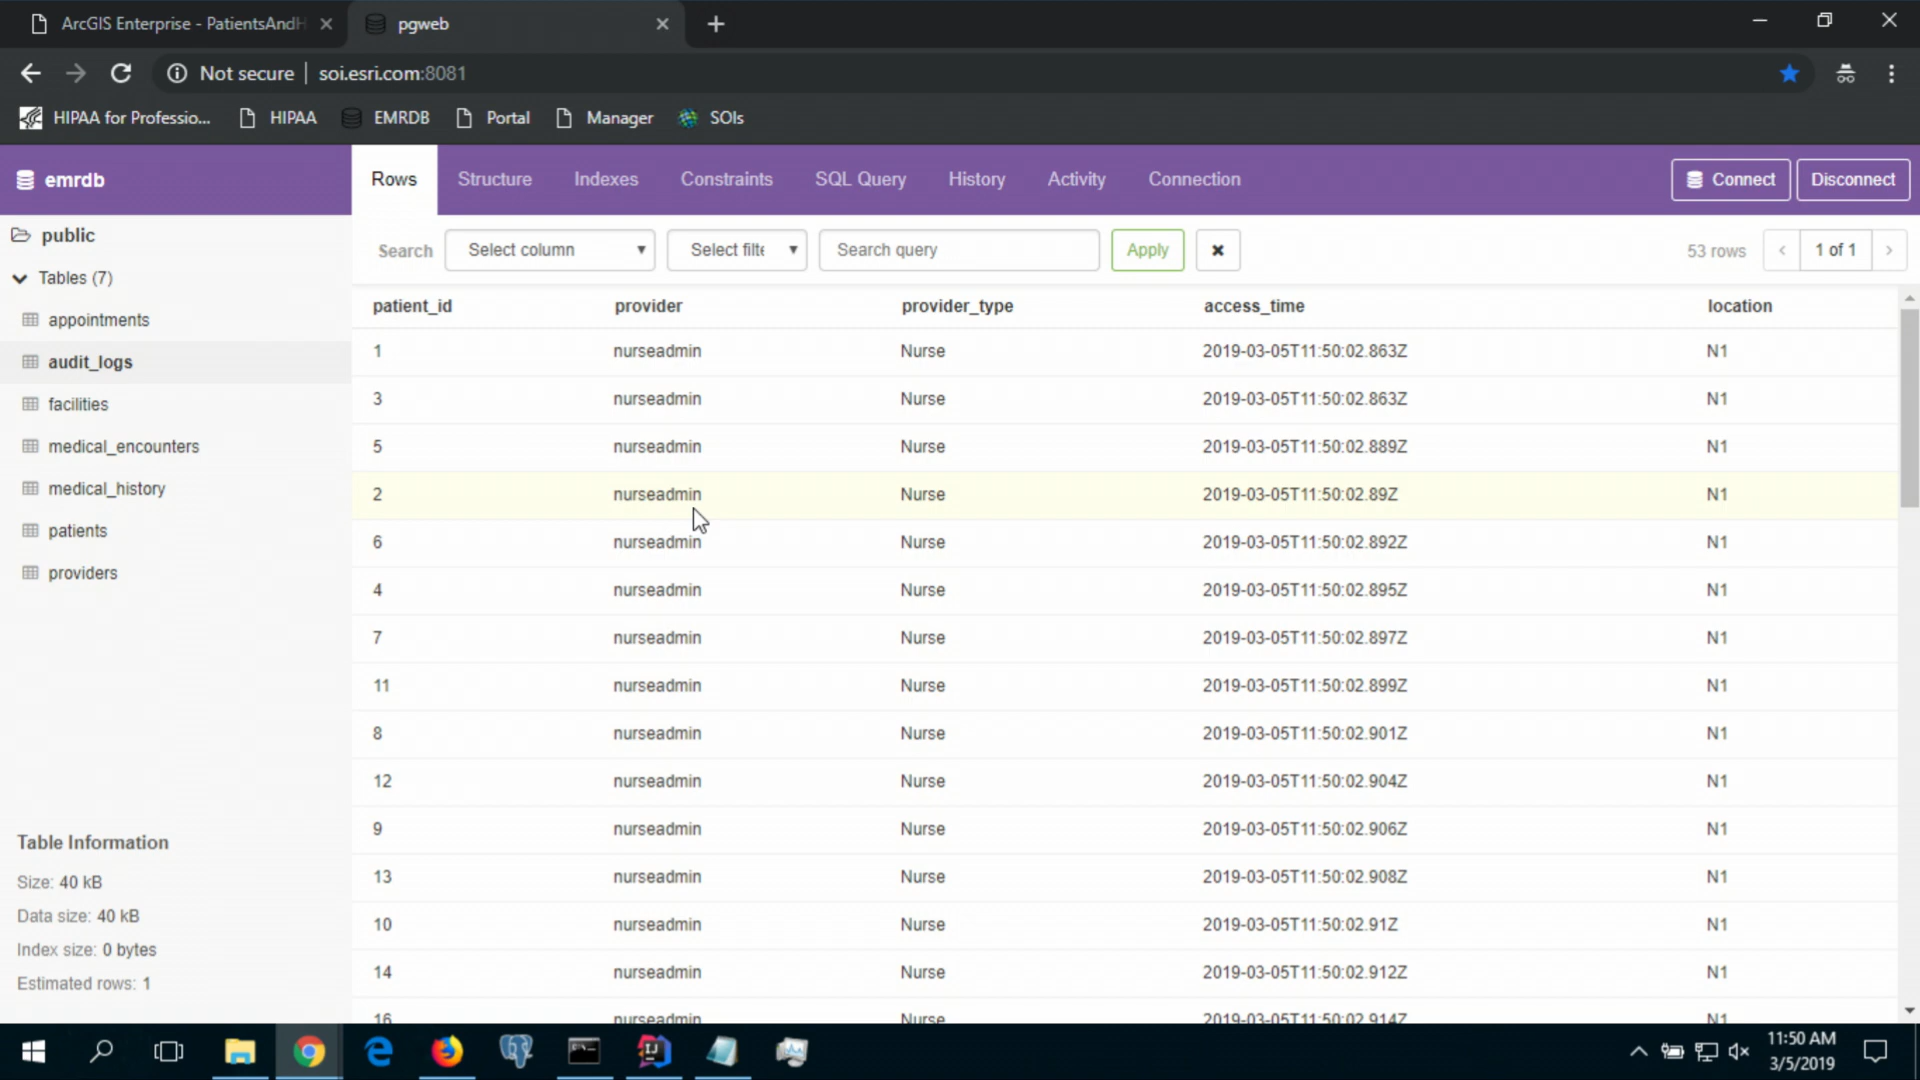 ArcGIS Enterprise - PatientsAndH
pgweb
Not secure | soi.esri.com:8081
HIPAA for Professio... HIPAA EMRDB Portal Manager SOIs
emrdb
Rows Structure Indexes Constraints SQL Query History Activity Connection
Connect Disconnect
public
Tables (7)
appointments
audit_logs
facilities
medical_encounters
medical_history
patients
providers
Table Information
Size: 40 kB
Data size: 40 kB
Index size: 0 bytes
Estimated rows: 1
Search Select column Select filte Search query Apply 53 rows 1 of 1
patient_id provider provider_type access_time location
1 nurseadmin Nurse 2019-03-05T11:50:02.863Z N1
3 nurseadmin Nurse 2019-03-05T11:50:02.863Z N1
5 nurseadmin Nurse 2019-03-05T11:50:02.889Z N1
2 nurseadmin Nurse 2019-03-05T11:50:02.89Z N1
6 nurseadmin Nurse 2019-03-05T11:50:02.892Z N1
4 nurseadmin Nurse 2019-03-05T11:50:02.895Z N1
7 nurseadmin Nurse 2019-03-05T11:50:02.897Z N1
11 nurseadmin Nurse 2019-03-05T11:50:02.899Z N1
8 nurseadmin Nurse 2019-03-05T11:50:02.901Z N1
12 nurseadmin Nurse 2019-03-05T11:50:02.904Z N1
9 nurseadmin Nurse 2019-03-05T11:50:02.906Z N1
13 nurseadmin Nurse 2019-03-05T11:50:02.908Z N1
10 nurseadmin Nurse 2019-03-05T11:50:02.91Z N1
14 nurseadmin Nurse 2019-03-05T11:50:02.912Z N1
16 nurseadmin Nurse 2019-03-05T11:50:02.914Z N1
11:50 AM
3/5/2019